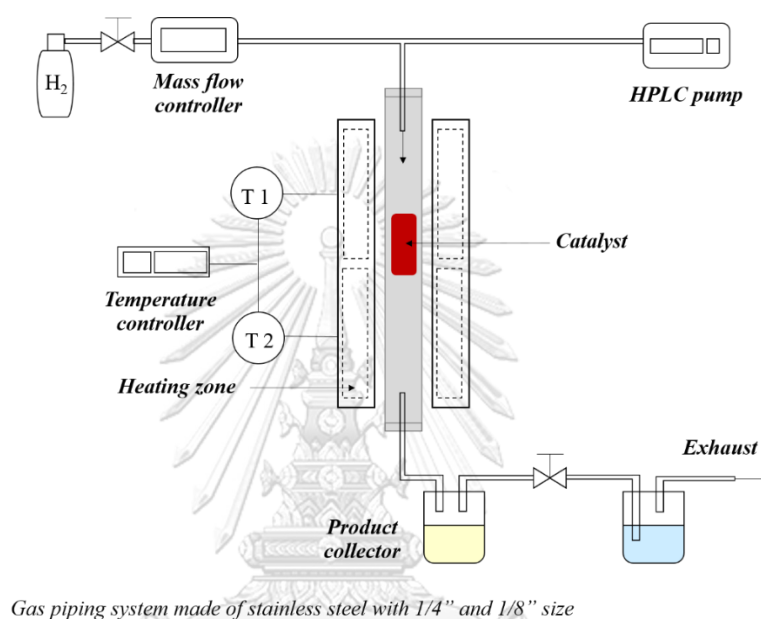 H₂
Mass flow
controller
HPLC pump
T 1
Catalyst
Temperature
controller
T 2
Heating zone
Exhaust
Product
collector
Gas piping system made of stainless steel with 1/4” and 1/8” size